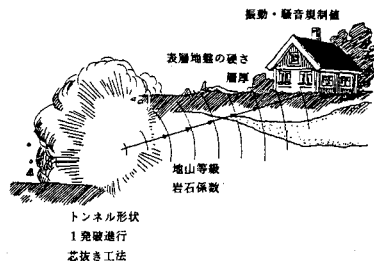 振動・騒音規制値
表層地盤の硬さ
層厚
地山等級
岩石係数
トンネル形状
1発破進行
芯抜き工法